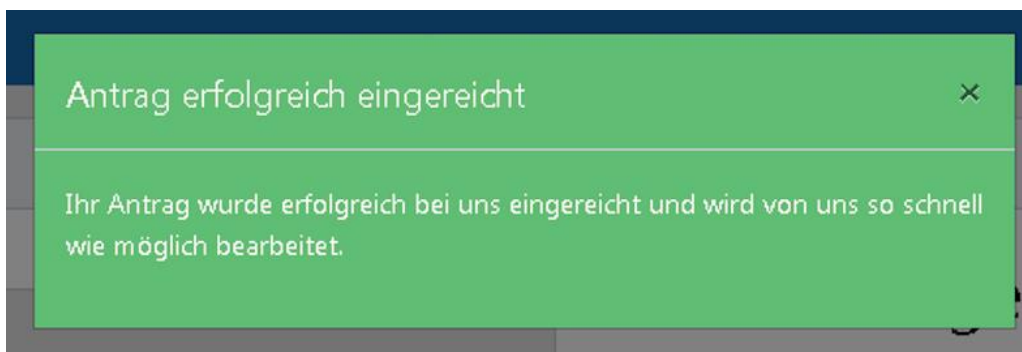 Antrag erfolgreich eingereicht
Ihr Antrag wurde erfolgreich bei uns eingereicht und wird von uns so schnell
wie möglich bearbeitet.